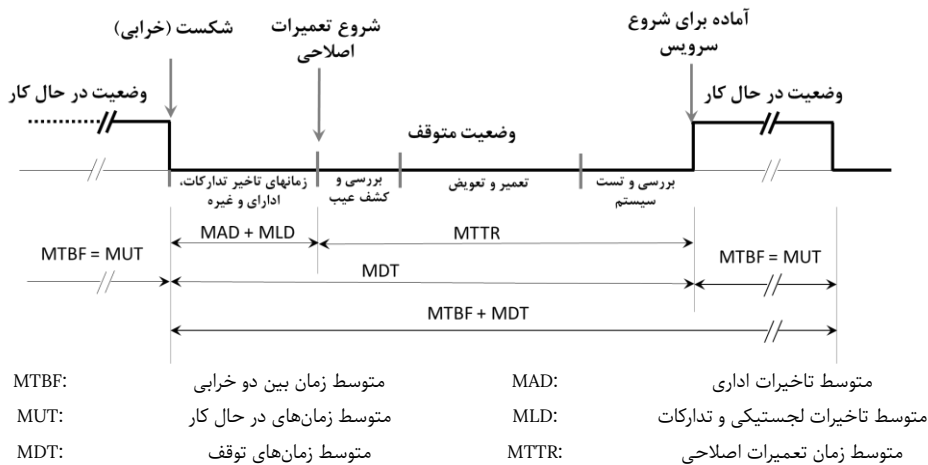 شکست (خرابی)
شروع تعمیرات
اصلاحی
آماده برای شروع
سرویس
وضعیت در حال کار
وضعیت متوقف
وضعیت در حال کار
زمانهای تاخیر تدارکات،
ادارای و غیره
بررسی و
کشف عیب
تعمیر و تعویض
بررسی و تست
سیستم
MAD + MLD
MTTR
MTBF = MUT
MDT
MTBF = MUT
MTBF + MDT
MTBF: متوسط زمان بین دو خرابی
MAD: متوسط تاخیرات اداری
MUT: متوسط زمان‌های در حال کار
MLD: متوسط تاخیرات لجستیکی و تدارکات
MDT: متوسط زمان‌های توقف
MTTR: متوسط زمان تعمیرات اصلاحی